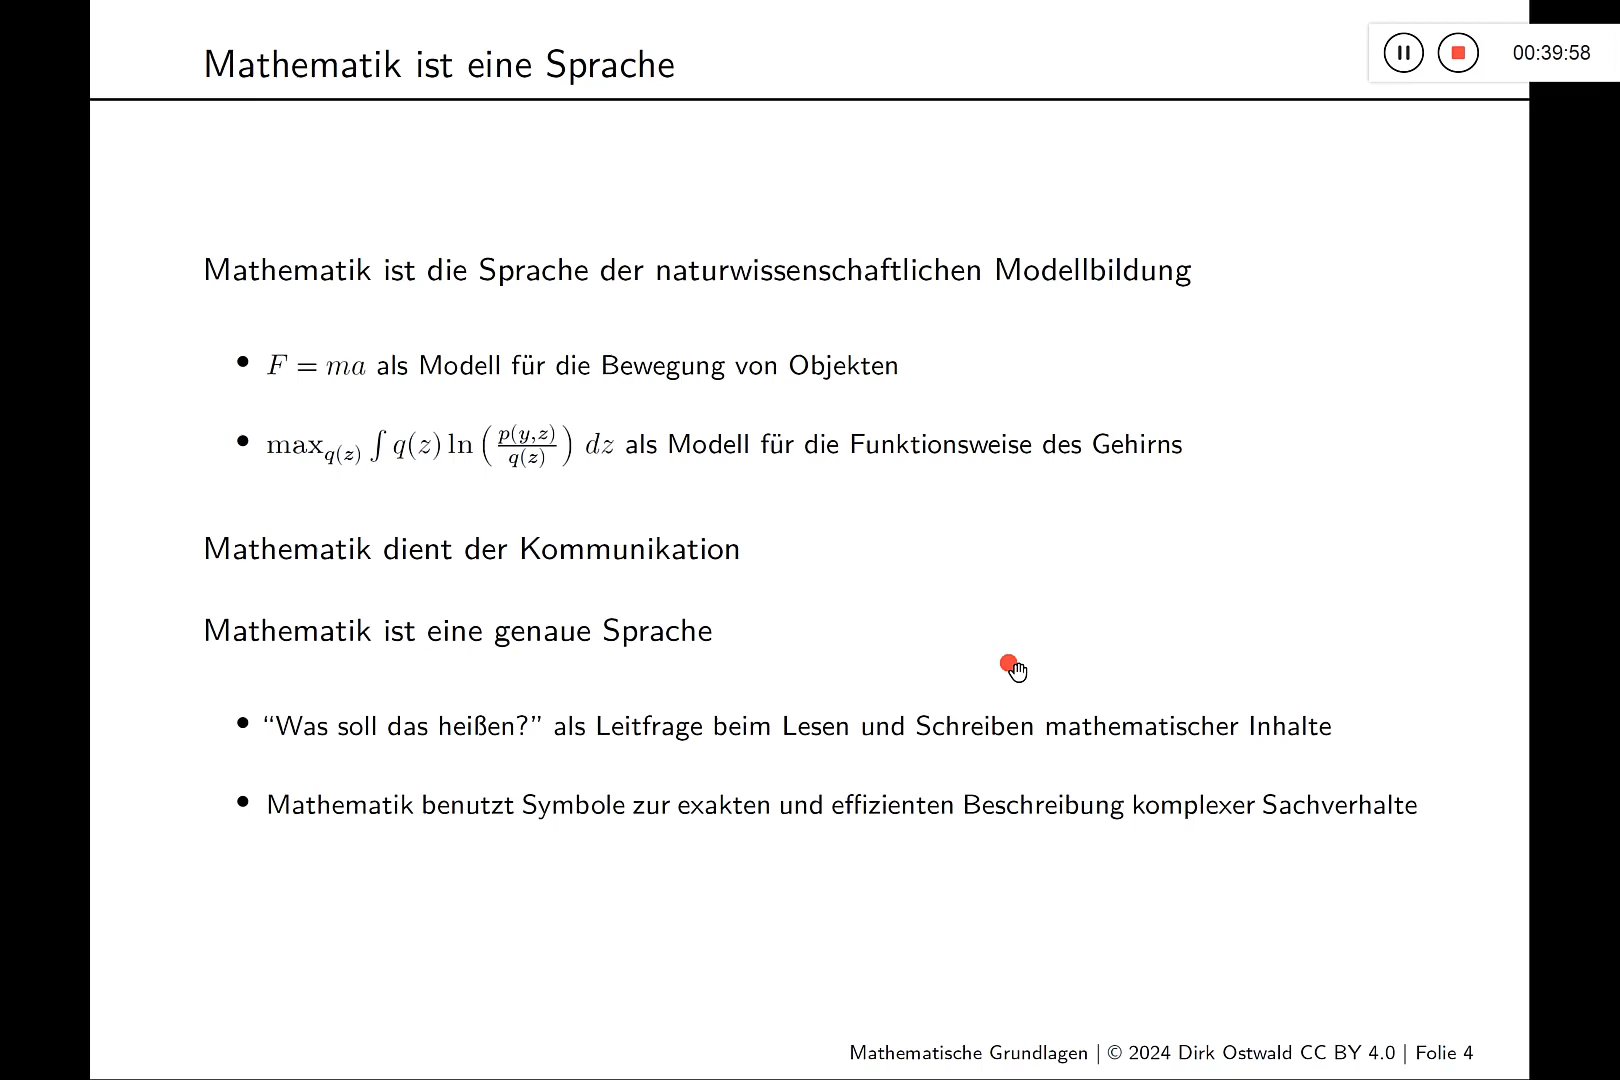 Mathematik ist eine Sprache
00:39:58
Mathematik ist die Sprache der naturwissenschaftlichen Modellbildung
• F = ma als Modell für die Bewegung von Objekten
• max_{q(z)} ∫ q(z) ln (p(y,z)/q(z)) dz als Modell für die Funktionsweise des Gehirns
Mathematik dient der Kommunikation
Mathematik ist eine genaue Sprache
• “Was soll das heißen?” als Leitfrage beim Lesen und Schreiben mathematischer Inhalte
• Mathematik benutzt Symbole zur exakten und effizienten Beschreibung komplexer Sachverhalte
Mathematische Grundlagen | © 2024 Dirk Ostwald CC BY 4.0 | Folie 4